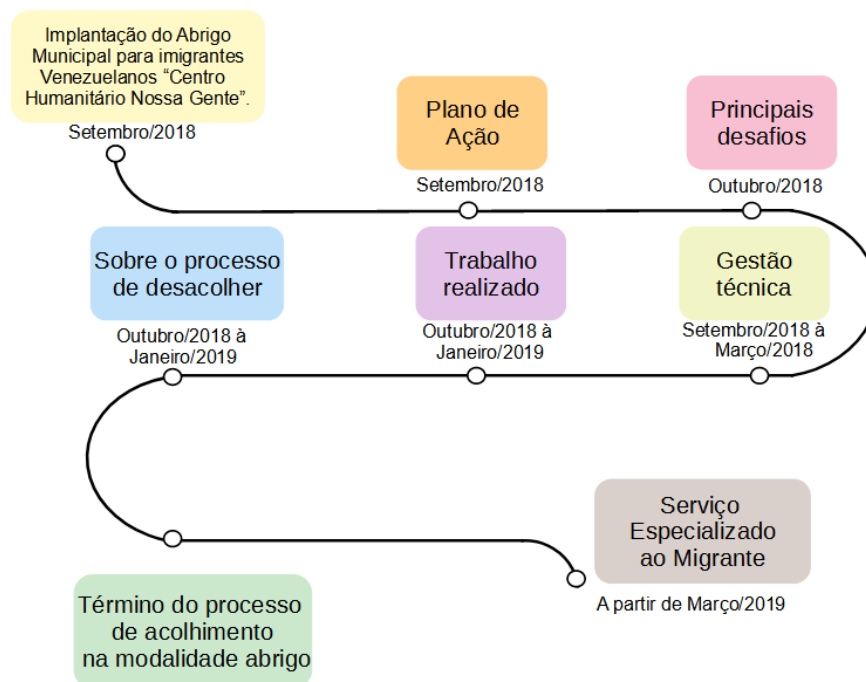 Implantação do Abrigo
Municipal para imigrantes
Venezuelanos “Centro
Humanitário Nossa Gente”.
Setembro/2018
Plano de
Ação
Setembro/2018
Principais
desafios
Outubro/2018
Gestão
técnica
Setembro/2018 à
Março/2018
Trabalho
realizado
Outubro/2018 à
Janeiro/2019
Sobre o processo
de desacolher
Outubro/2018 à
Janeiro/2019
Término do processo
de acolhimento
na modalidade abrigo
Serviço
Especializado
ao Migrante
A partir de Março/2019